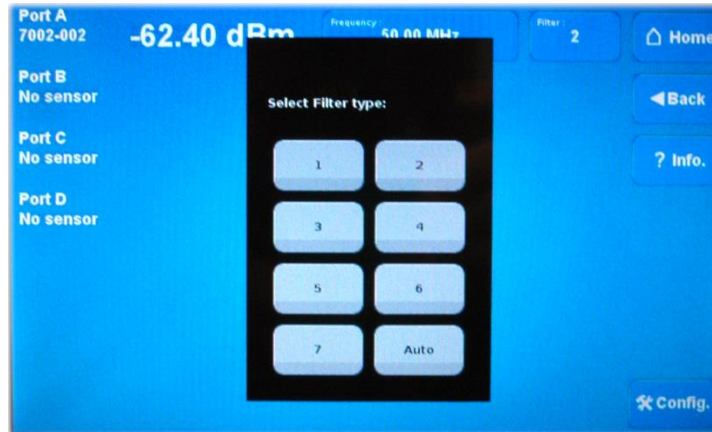 Port A
7002-002
-62.40 dBm
Frequency:
50.00 MHz
Filter:
2
Home
Port B
No sensor
Back
Port C
No sensor
? Info.
Port D
No sensor
Select Filter type:
1
2
3
4
5
6
7
Auto
Config.